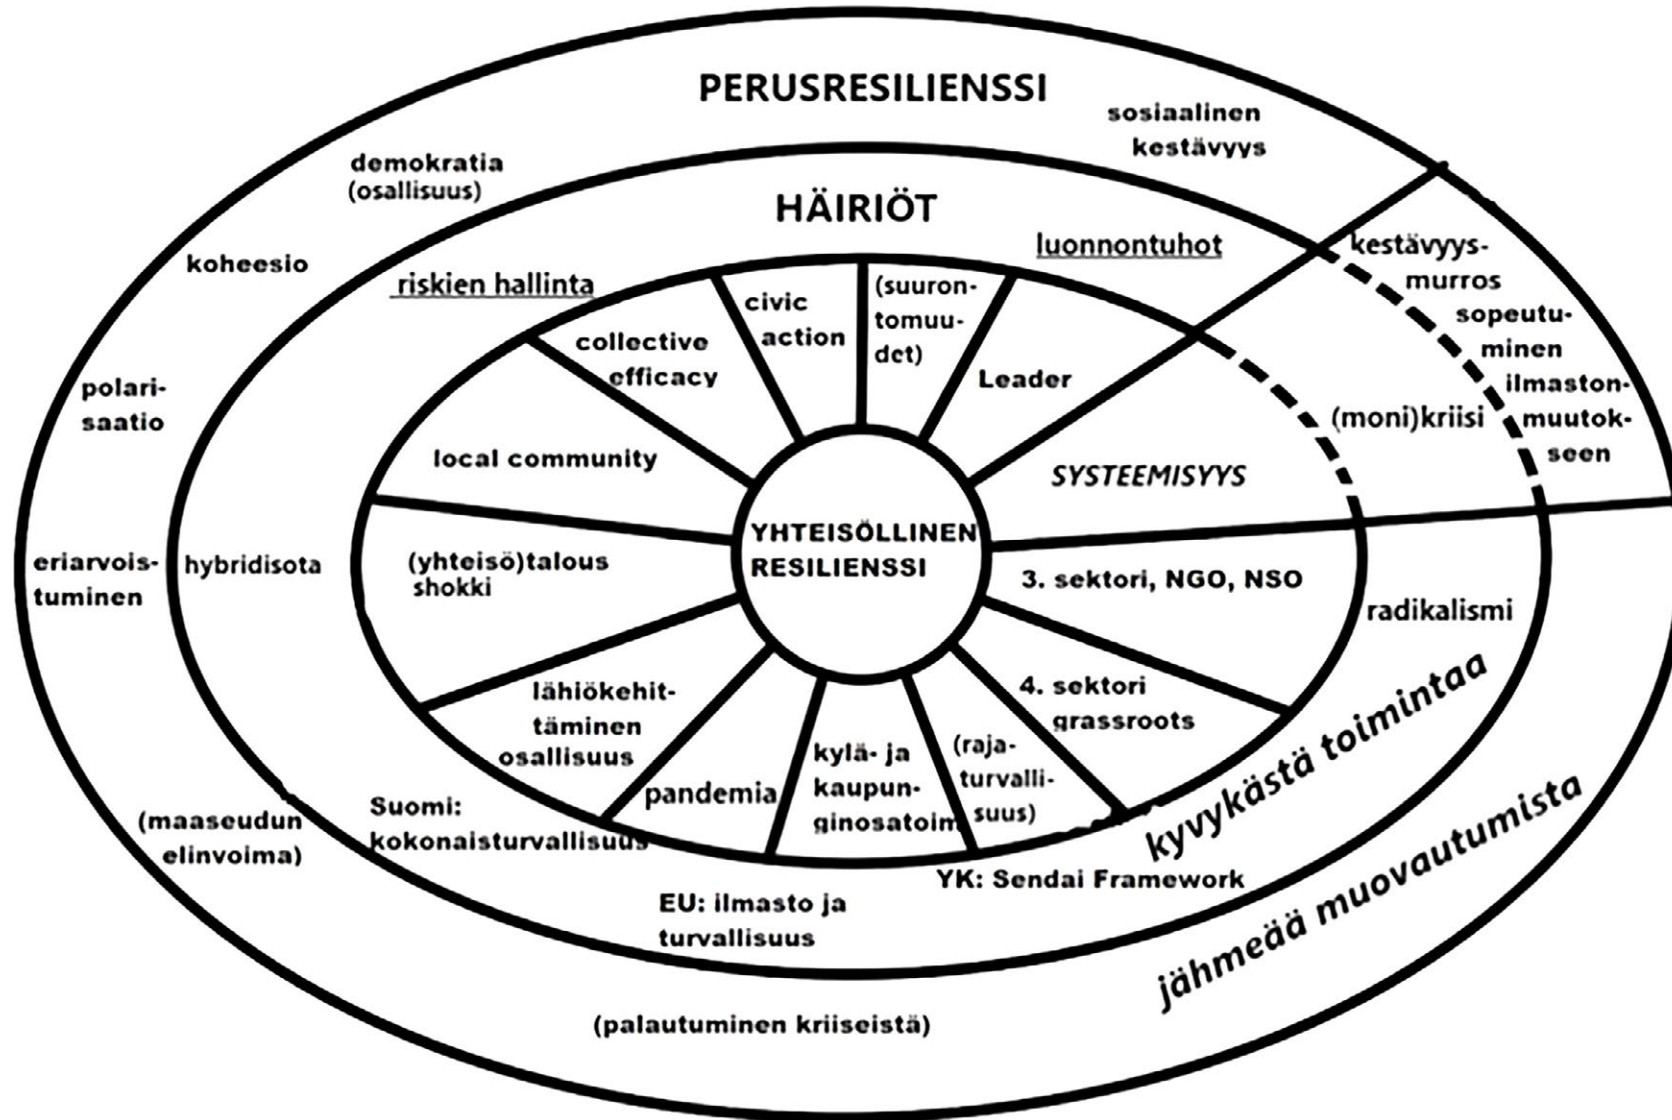 PERUSRESILIENSSI
sosiaalinen
kestävyys
demokratia
(osallisuus)
koheesio
polari-
saatio
eriarvois-
tuminen
(maaseudun
elinvoima)
(palautuminen kriiseistä)
jähmeää muovautumista
kestävyys-
murros
sopeutu-
minen
ilmaston-
muutok-
seen
HÄIRIÖT
luonnontuhot
riskien hallinta
hybridisota
Suomi:
kokonaisturvallisuus
EU: ilmasto ja
turvallisuus
YK: Sendai Framework
kyvykästä toimintaa
radikalismi
(moni)kriisi
civic
action
(suuron-
tomuu-
det)
Leader
SYSTEEMISYYS
3. sektori, NGO, NSO
4. sektori
grassroots
(raja-
turvalli-
suus)
kylä- ja
kaupun-
ginosatoim
pandemia
lähiökehit-
täminen
osallisuus
(yhteisö)talous
shokki
local community
collective
efficacy
YHTEISÖLLINEN
RESILIENSSI